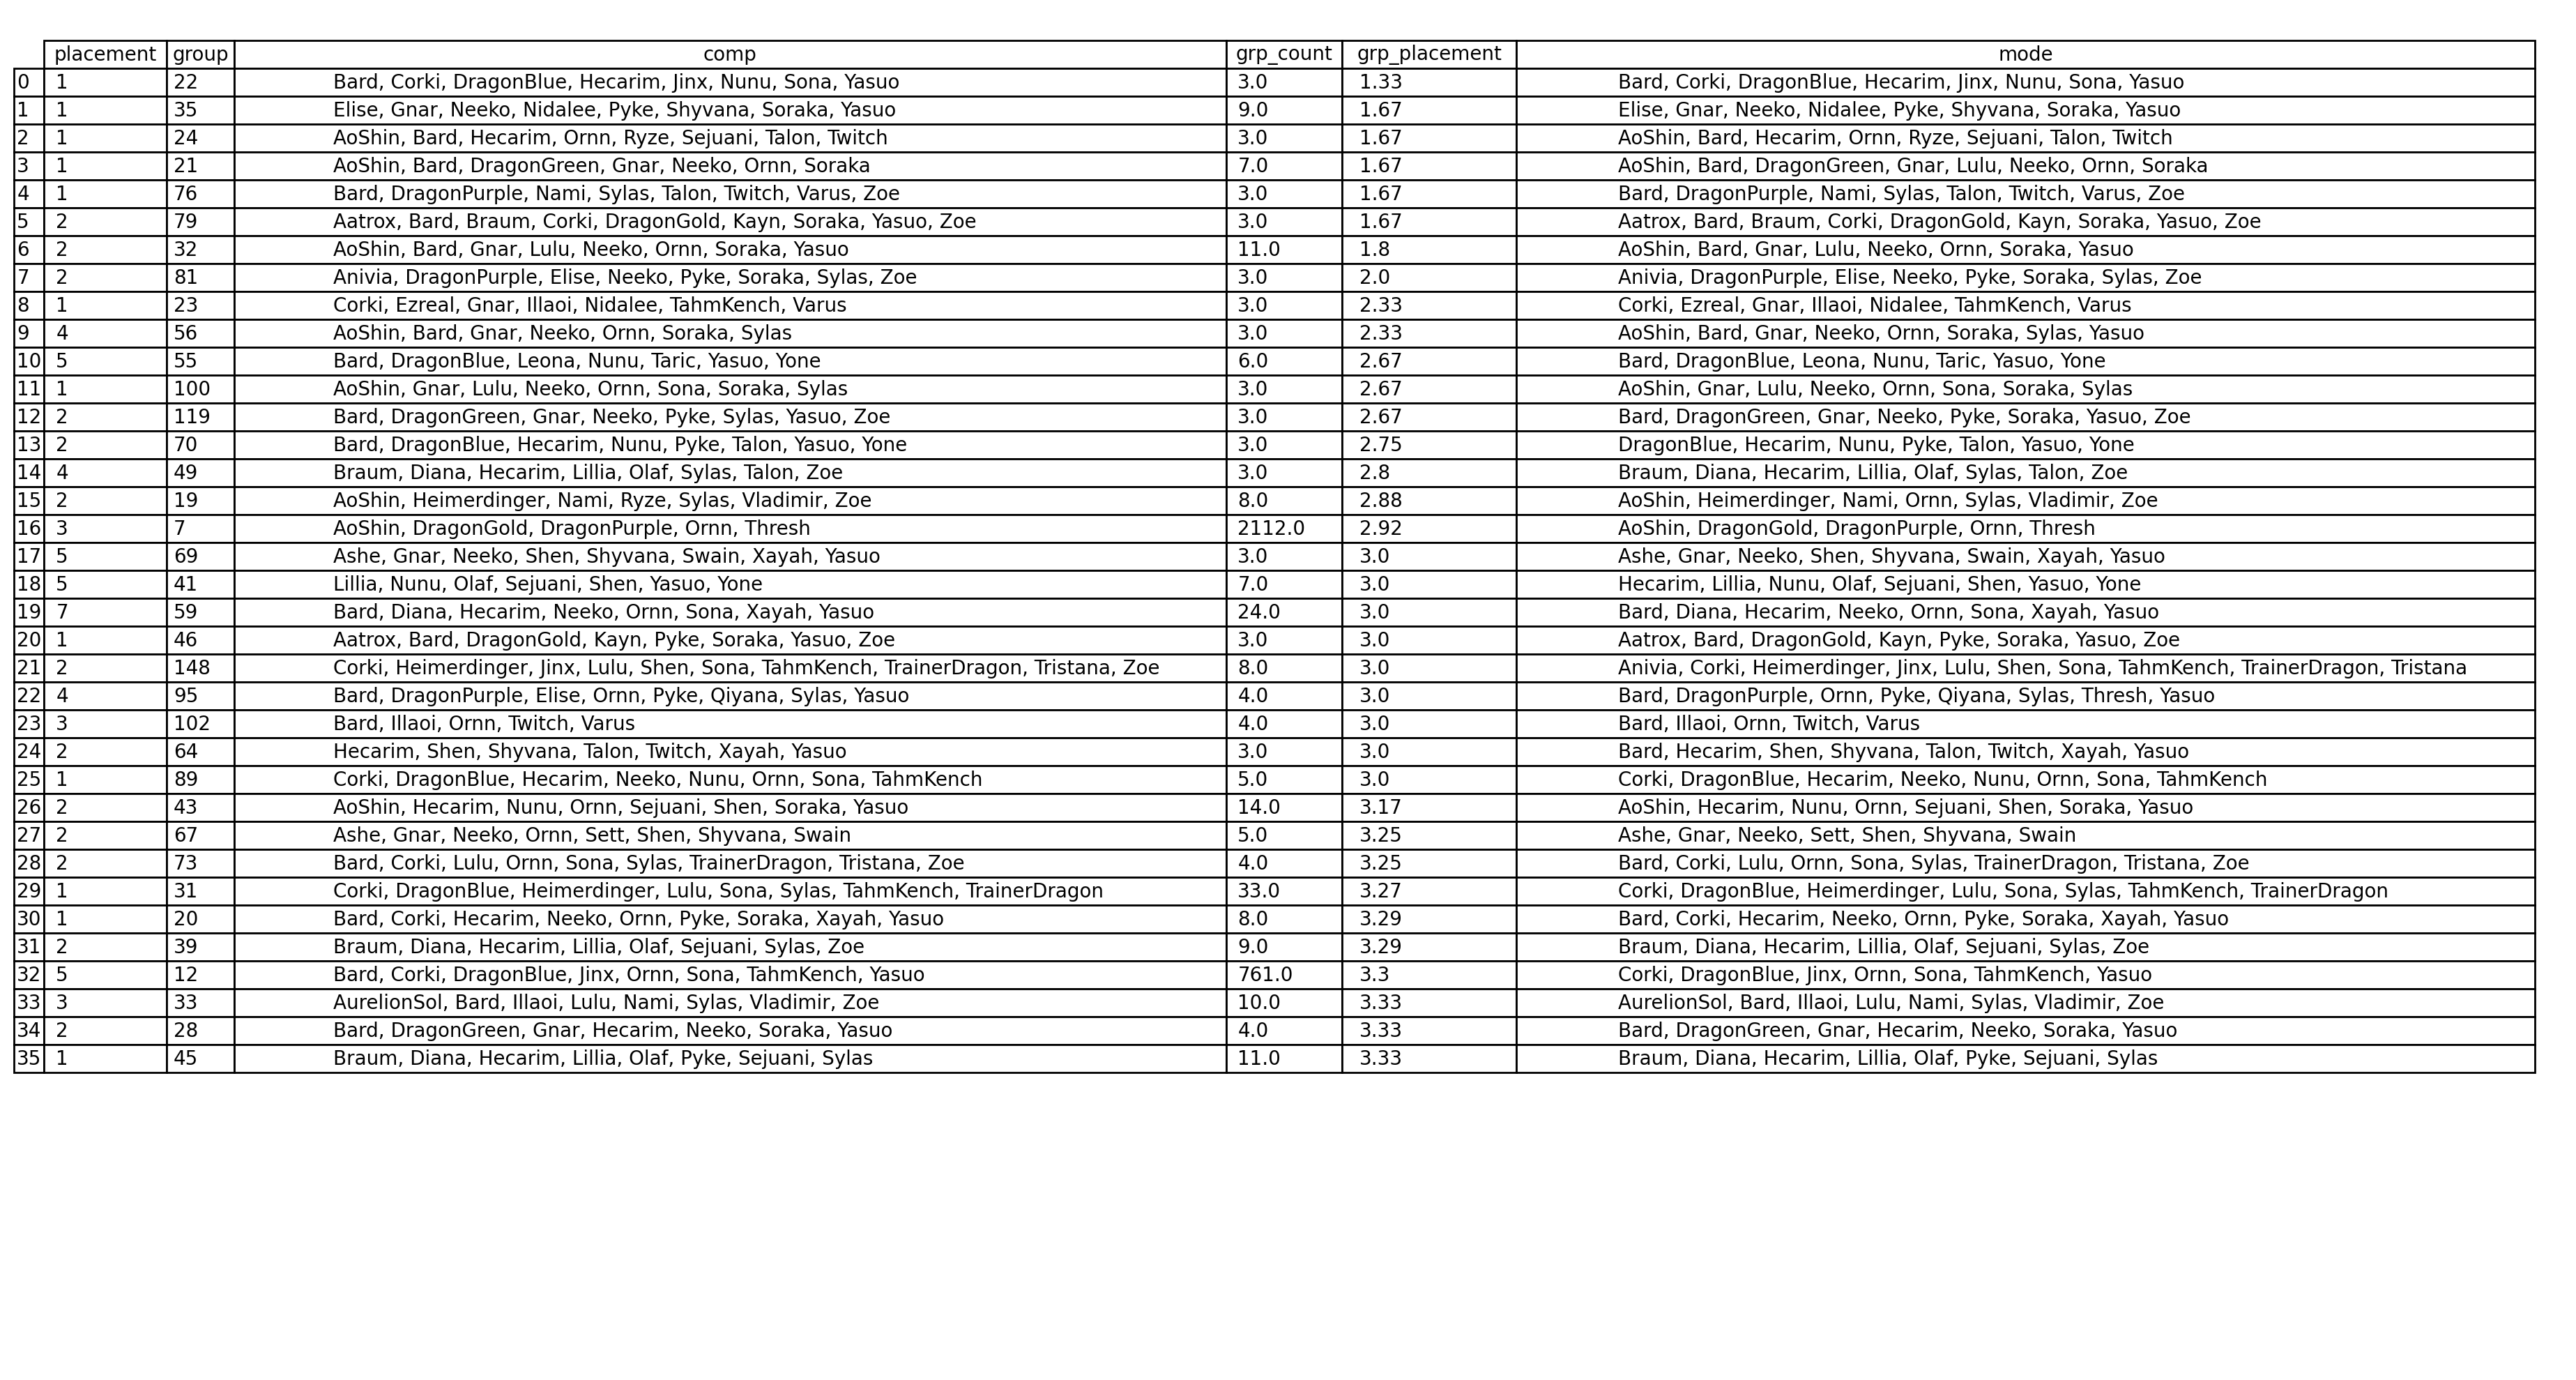 placement group comp grp_count grp_placement mode
0 1 22 Bard, Corki, DragonBlue, Hecarim, Jinx, Nunu, Sona, Yasuo 3.0 1.33 Bard, Corki, DragonBlue, Hecarim, Jinx, Nunu, Sona, Yasuo
1 1 35 Elise, Gnar, Neeko, Nidalee, Pyke, Shyvana, Soraka, Yasuo 9.0 1.67 Elise, Gnar, Neeko, Nidalee, Pyke, Shyvana, Soraka, Yasuo
2 1 24 AoShin, Bard, Hecarim, Ornn, Ryze, Sejuani, Talon, Twitch 3.0 1.67 AoShin, Bard, Hecarim, Ornn, Ryze, Sejuani, Talon, Twitch
3 1 21 AoShin, Bard, DragonGreen, Gnar, Neeko, Ornn, Soraka 7.0 1.67 AoShin, Bard, DragonGreen, Gnar, Lulu, Neeko, Ornn, Soraka
4 1 76 Bard, DragonPurple, Nami, Sylas, Talon, Twitch, Varus, Zoe 3.0 1.67 Bard, DragonPurple, Nami, Sylas, Talon, Twitch, Varus, Zoe
5 2 79 Aatrox, Bard, Braum, Corki, DragonGold, Kayn, Soraka, Yasuo, Zoe 3.0 1.67 Aatrox, Bard, Braum, Corki, DragonGold, Kayn, Soraka, Yasuo, Zoe
6 2 32 AoShin, Bard, Gnar, Lulu, Neeko, Ornn, Soraka, Yasuo 11.0 1.8 AoShin, Bard, Gnar, Lulu, Neeko, Ornn, Soraka, Yasuo
7 2 81 Anivia, DragonPurple, Elise, Neeko, Pyke, Soraka, Sylas, Zoe 3.0 2.0 Anivia, DragonPurple, Elise, Neeko, Pyke, Soraka, Sylas, Zoe
8 1 23 Corki, Ezreal, Gnar, Illaoi, Nidalee, TahmKench, Varus 3.0 2.33 Corki, Ezreal, Gnar, Illaoi, Nidalee, TahmKench, Varus
9 4 56 AoShin, Bard, Gnar, Neeko, Ornn, Soraka, Sylas 3.0 2.33 AoShin, Bard, Gnar, Neeko, Ornn, Soraka, Sylas, Yasuo
10 5 55 Bard, DragonBlue, Leona, Nunu, Taric, Yasuo, Yone 6.0 2.67 Bard, DragonBlue, Leona, Nunu, Taric, Yasuo, Yone
11 1 100 AoShin, Gnar, Lulu, Neeko, Ornn, Sona, Soraka, Sylas 3.0 2.67 AoShin, Gnar, Lulu, Neeko, Ornn, Sona, Soraka, Sylas
12 2 119 Bard, DragonGreen, Gnar, Neeko, Pyke, Sylas, Yasuo, Zoe 3.0 2.67 Bard, DragonGreen, Gnar, Neeko, Pyke, Soraka, Yasuo, Zoe
13 2 70 Bard, DragonBlue, Hecarim, Nunu, Pyke, Talon, Yasuo, Yone 3.0 2.75 DragonBlue, Hecarim, Nunu, Pyke, Talon, Yasuo, Yone
14 4 49 Braum, Diana, Hecarim, Lillia, Olaf, Sylas, Talon, Zoe 3.0 2.8 Braum, Diana, Hecarim, Lillia, Olaf, Sylas, Talon, Zoe
15 2 19 AoShin, Heimerdinger, Nami, Ryze, Sylas, Vladimir, Zoe 8.0 2.88 AoShin, Heimerdinger, Nami, Ornn, Sylas, Vladimir, Zoe
16 3 7 AoShin, DragonGold, DragonPurple, Ornn, Thresh 2112.0 2.92 AoShin, DragonGold, DragonPurple, Ornn, Thresh
17 5 69 Ashe, Gnar, Neeko, Shen, Shyvana, Swain, Xayah, Yasuo 3.0 3.0 Ashe, Gnar, Neeko, Shen, Shyvana, Swain, Xayah, Yasuo
18 5 41 Lillia, Nunu, Olaf, Sejuani, Shen, Yasuo, Yone 7.0 3.0 Hecarim, Lillia, Nunu, Olaf, Sejuani, Shen, Yasuo, Yone
19 7 59 Bard, Diana, Hecarim, Neeko, Ornn, Sona, Xayah, Yasuo 24.0 3.0 Bard, Diana, Hecarim, Neeko, Ornn, Sona, Xayah, Yasuo
20 1 46 Aatrox, Bard, DragonGold, Kayn, Pyke, Soraka, Yasuo, Zoe 3.0 3.0 Aatrox, Bard, DragonGold, Kayn, Pyke, Soraka, Yasuo, Zoe
21 2 148 Corki, Heimerdinger, Jinx, Lulu, Shen, Sona, TahmKench, TrainerDragon, Tristana, Zoe 8.0 3.0 Anivia, Corki, Heimerdinger, Jinx, Lulu, Shen, Sona, TahmKench, TrainerDragon, Tristana
22 4 95 Bard, DragonPurple, Elise, Ornn, Pyke, Qiyana, Sylas, Yasuo 4.0 3.0 Bard, DragonPurple, Ornn, Pyke, Qiyana, Sylas, Thresh, Yasuo
23 3 102 Bard, Illaoi, Ornn, Twitch, Varus 4.0 3.0 Bard, Illaoi, Ornn, Twitch, Varus
24 2 64 Hecarim, Shen, Shyvana, Talon, Twitch, Xayah, Yasuo 3.0 3.0 Bard, Hecarim, Shen, Shyvana, Talon, Twitch, Xayah, Yasuo
25 1 89 Corki, DragonBlue, Hecarim, Neeko, Nunu, Ornn, Sona, TahmKench 5.0 3.0 Corki, DragonBlue, Hecarim, Neeko, Nunu, Ornn, Sona, TahmKench
26 2 43 AoShin, Hecarim, Nunu, Ornn, Sejuani, Shen, Soraka, Yasuo 14.0 3.17 AoShin, Hecarim, Nunu, Ornn, Sejuani, Shen, Soraka, Yasuo
27 2 67 Ashe, Gnar, Neeko, Ornn, Sett, Shen, Shyvana, Swain 5.0 3.25 Ashe, Gnar, Neeko, Sett, Shen, Shyvana, Swain
28 2 73 Bard, Corki, Lulu, Ornn, Sona, Sylas, TrainerDragon, Tristana, Zoe 4.0 3.25 Bard, Corki, Lulu, Ornn, Sona, Sylas, TrainerDragon, Tristana, Zoe
29 1 31 Corki, DragonBlue, Heimerdinger, Lulu, Sona, Sylas, TahmKench, TrainerDragon 33.0 3.27 Corki, DragonBlue, Heimerdinger, Lulu, Sona, Sylas, TahmKench, TrainerDragon
30 1 20 Bard, Corki, Hecarim, Neeko, Ornn, Pyke, Soraka, Xayah, Yasuo 8.0 3.29 Bard, Corki, Hecarim, Neeko, Ornn, Pyke, Soraka, Xayah, Yasuo
31 2 39 Braum, Diana, Hecarim, Lillia, Olaf, Sejuani, Sylas, Zoe 9.0 3.29 Braum, Diana, Hecarim, Lillia, Olaf, Sejuani, Sylas, Zoe
32 5 12 Bard, Corki, DragonBlue, Jinx, Ornn, Sona, TahmKench, Yasuo 761.0 3.3 Corki, DragonBlue, Jinx, Ornn, Sona, TahmKench, Yasuo
33 3 33 AurelionSol, Bard, Illaoi, Lulu, Nami, Sylas, Vladimir, Zoe 10.0 3.33 AurelionSol, Bard, Illaoi, Lulu, Nami, Sylas, Vladimir, Zoe
34 2 28 Bard, DragonGreen, Gnar, Hecarim, Neeko, Soraka, Yasuo 4.0 3.33 Bard, DragonGreen, Gnar, Hecarim, Neeko, Soraka, Yasuo
35 1 45 Braum, Diana, Hecarim, Lillia, Olaf, Pyke, Sejuani, Sylas 11.0 3.33 Braum, Diana, Hecarim, Lillia, Olaf, Pyke, Sejuani, Sylas